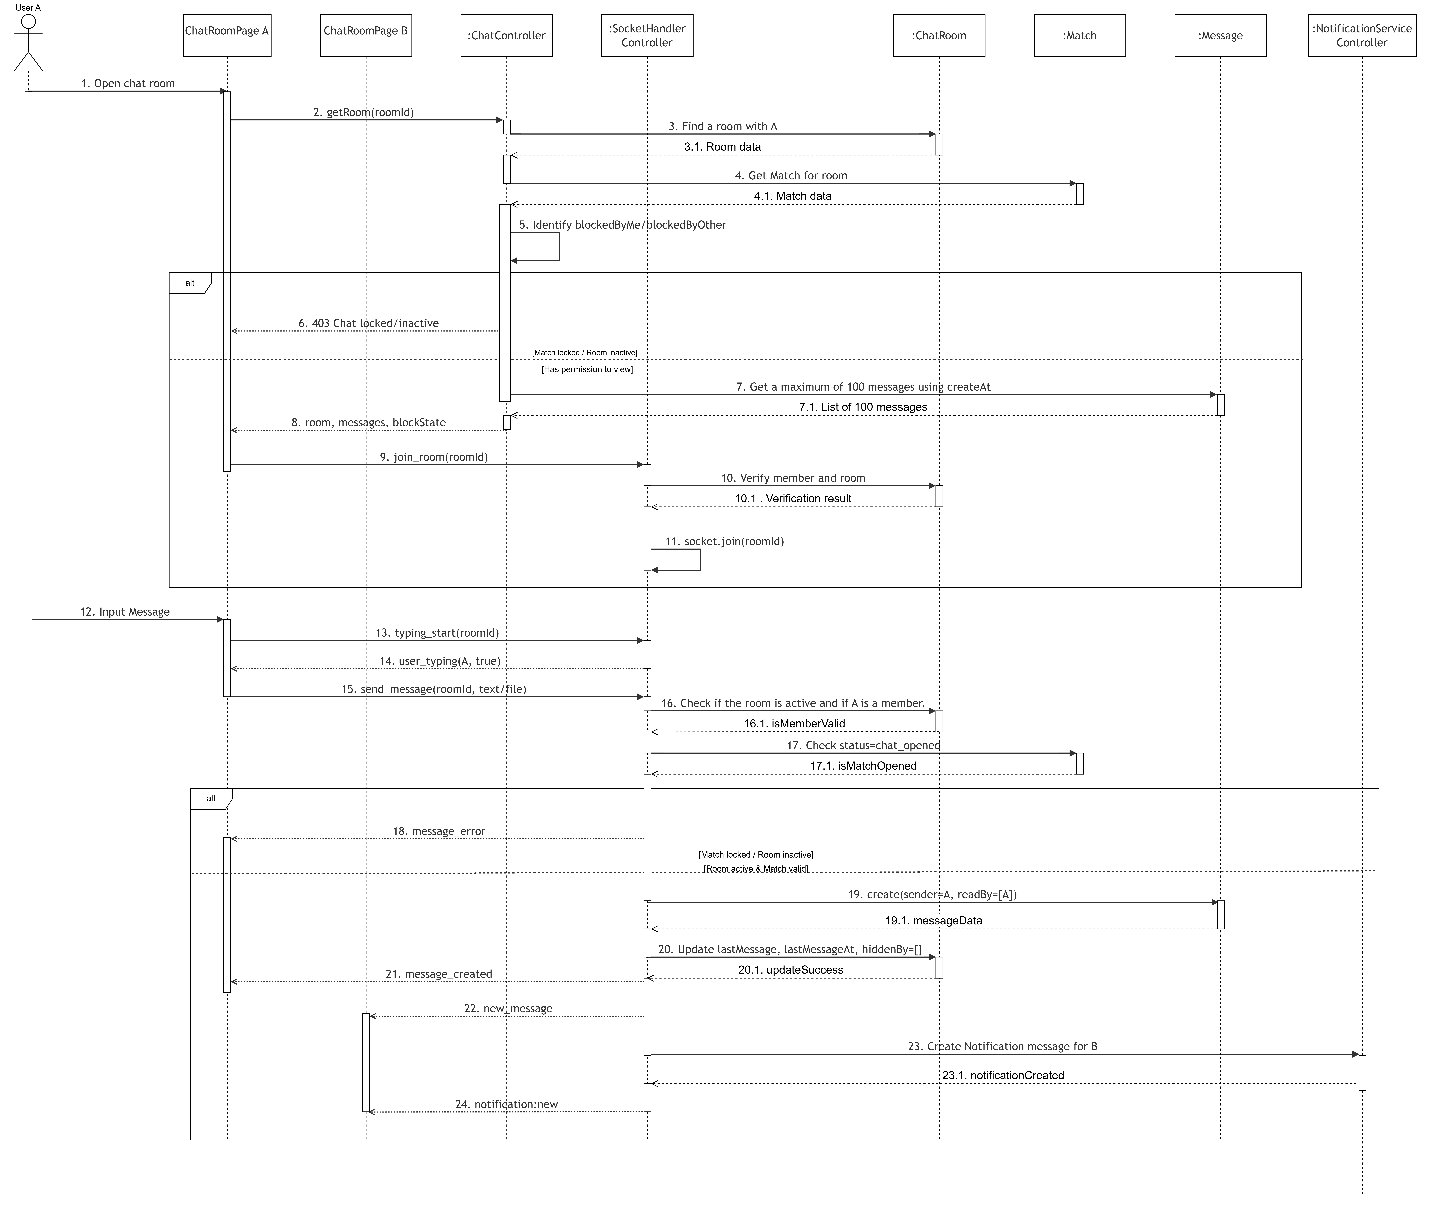 User A
ChatRoomPage A
ChatRoomPage B
:ChatController
:SocketHandler
Controller
:ChatRoom
:Match
:Message
:NotificationService
Controller
1. Open chat room
2. getRoom(roomId)
3. Find a room with A
3.1. Room data
4. Get Match for room
4.1. Match data
5. Identify blockedByMe/blockedByOther
alt
6. 403 Chat locked/inactive
[Match locked / Room inactive]
[Has permission to view]
7. Get a maximum of 100 messages using createAt
7.1. List of 100 messages
8. room, messages, blockState
9. join_room(roomId)
10. Verify member and room
10.1 . Verification result
11. socket.join(roomId)
12. Input Message
13. typing_start(roomId)
14. user_typing(A, true)
15. send_message(roomId, text/file)
16. Check if the room is active and if A is a member.
16.1. isMemberValid
17. Check status=chat_opened
17.1. isMatchOpened
alt
18. message_error
[Match locked / Room inactive]
[Room active & Match valid]
19. create(sender=A, readBy=[A])
19.1. messageData
20. Update lastMessage, lastMessageAt, hiddenBy=[]
20.1. updateSuccess
21. message_created
22. new_message
23. Create Notification message for B
23.1. notificationCreated
24. notification:new